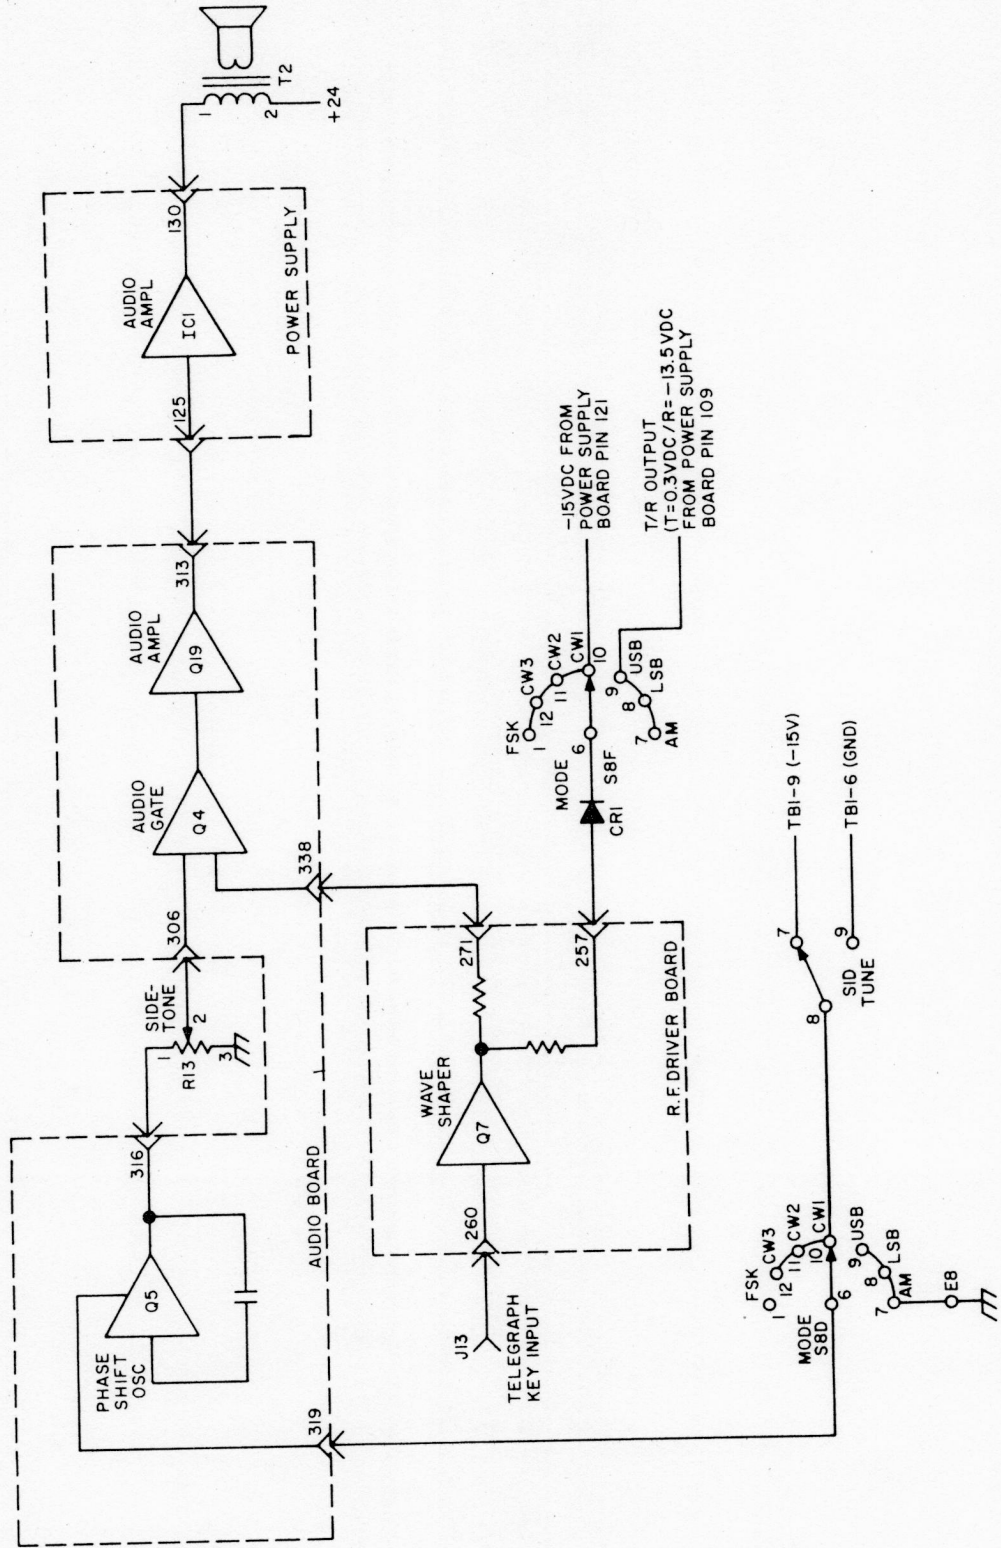 PHASE
SHIFT
OSC
Q5
319
316
AUDIO BOARD
SIDE-
TONE
1
2
3
R13
306
AUDIO
GATE
Q4
338
AUDIO
AMPL
Q19
313
125
AUDIO
AMPL
IC1
130
POWER SUPPLY
1
2
T2
+24
J13
TELEGRAPH
KEY INPUT
260
WAVE
SHAPER
Q7
271
257
R.F. DRIVER BOARD
CR1
MODE
S8F
6
FSK
1
CW3
12
CW2
11
CW1
10
USB
9
LSB
8
AM
7
-15VDC FROM
POWER SUPPLY
BOARD PIN 121
T/R OUTPUT
(T=0.3VDC/R=-13.5VDC
FROM POWER SUPPLY
BOARD PIN 109
MODE
S8D
6
FSK
1
CW3
12
CW2
11
CW1
10
USB
9
LSB
8
AM
7
E8
8
7
9
SID
TUNE
TB1-9 (-15V)
TB1-6 (GND)